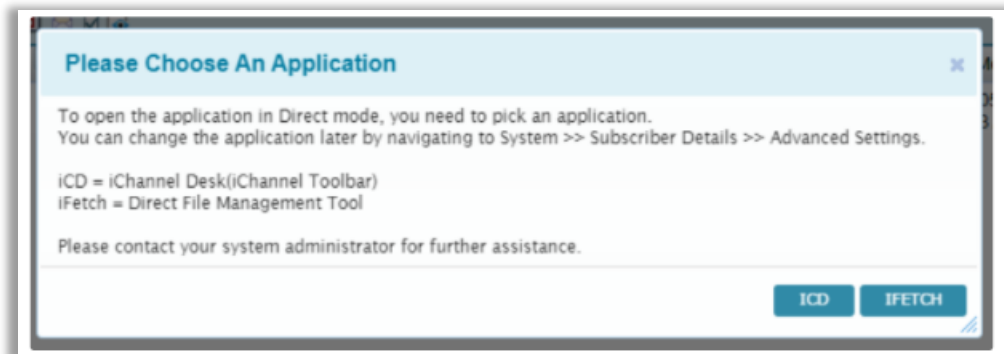 Please Choose An Application
To open the application in Direct mode, you need to pick an application.
You can change the application later by navigating to System >> Subscriber Details >> Advanced Settings.
iCD = iChannel Desk(iChannel Toolbar)
iFetch = Direct File Management Tool
Please contact your system administrator for further assistance.
ICD
IFETCH